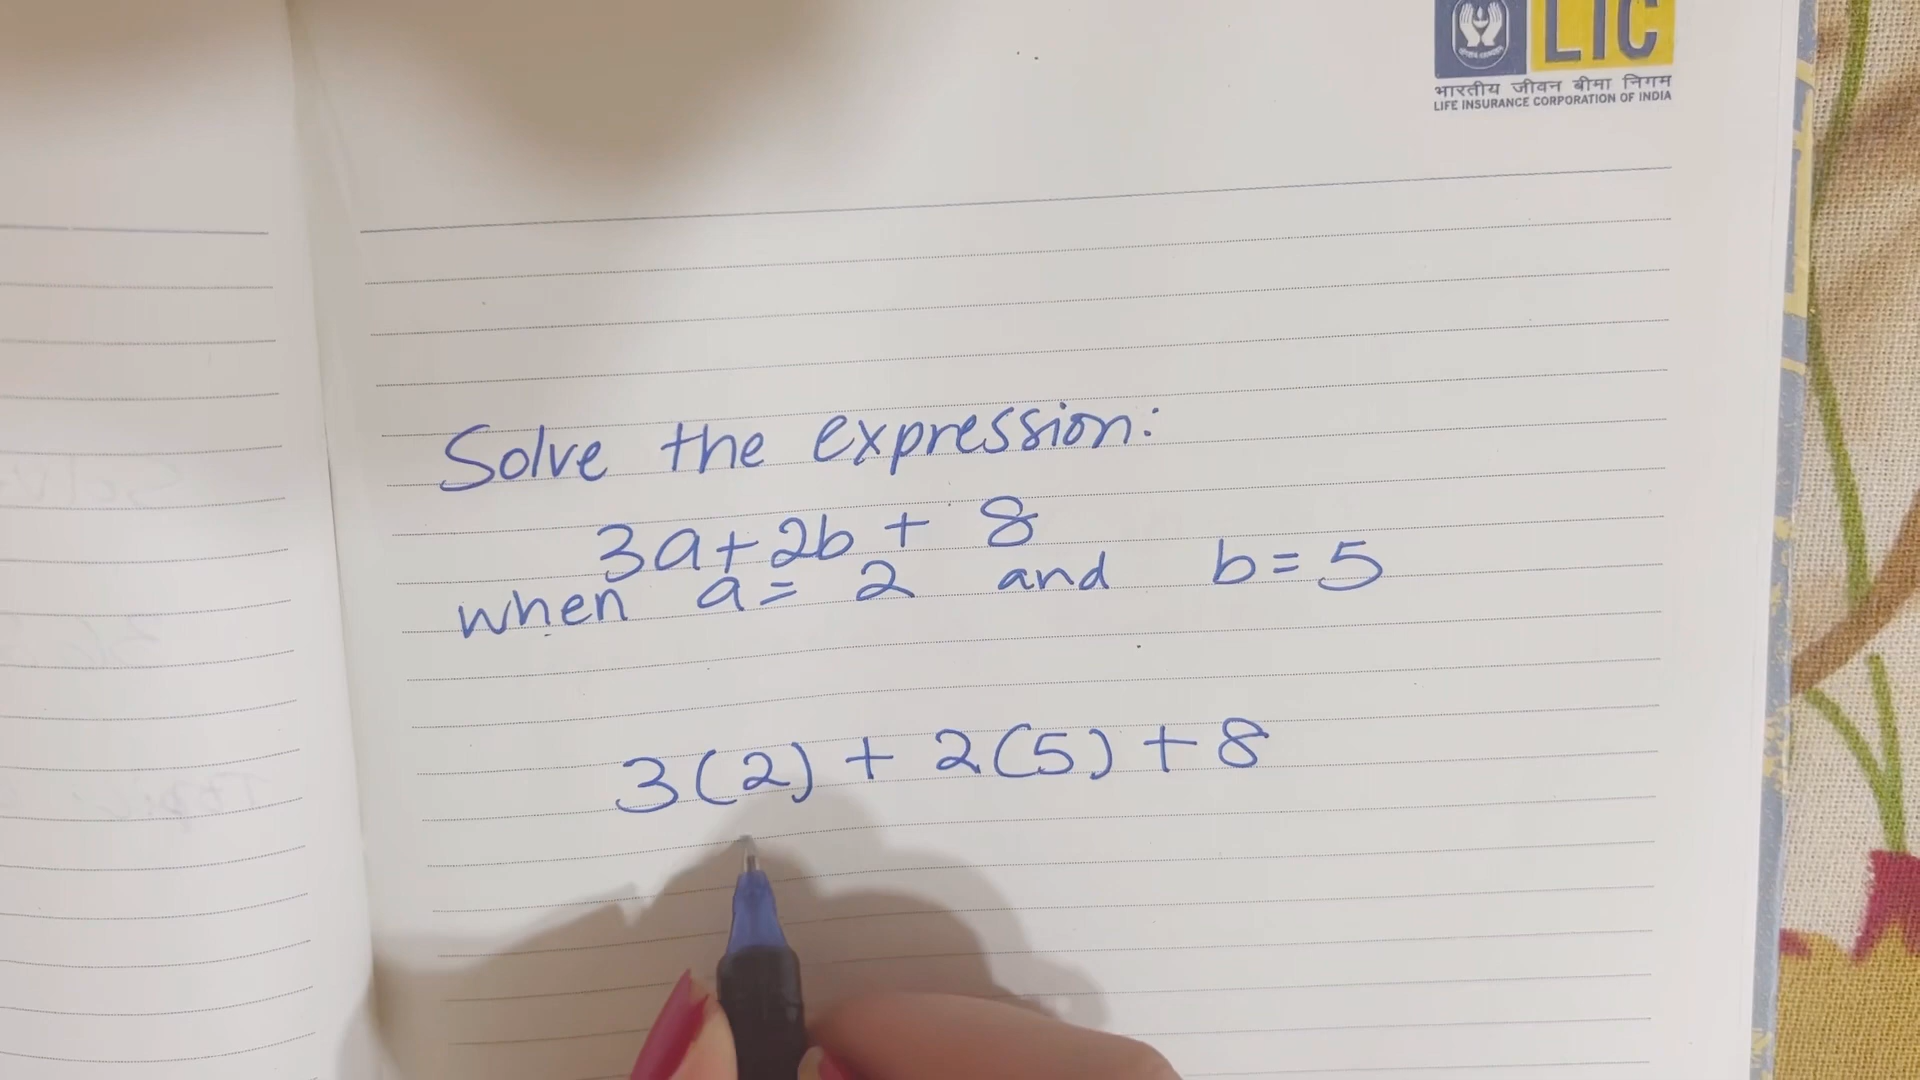 LIC
भारतीय जीवन बीमा निगम
LIFE INSURANCE CORPORATION OF INDIA
Solve the expression:
3a+2b + 8
when a= 2 and b= 5
3(2) + 2(5) + 8